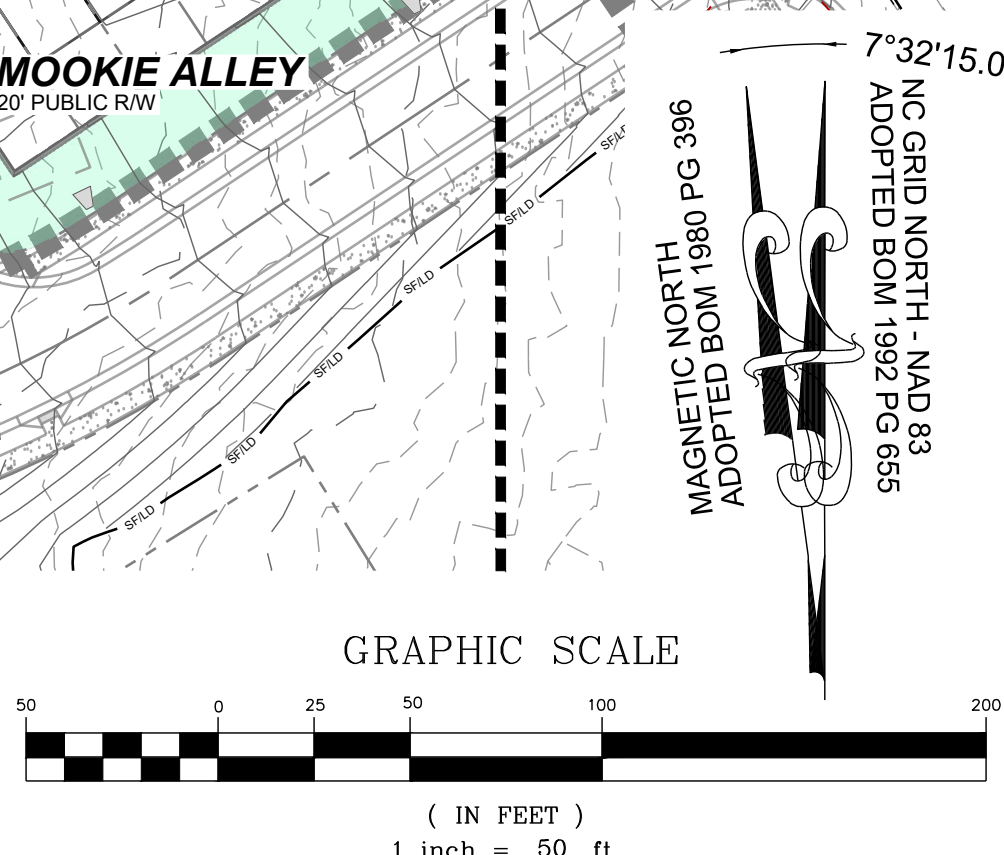 MOOKIE ALLEY
20' PUBLIC R/W
7°32'15.0
MAGNETIC NORTH
ADOPTED BOM 1980 PG 396
NC GRID NORTH - NAD 83
ADOPTED BOM 1992 PG 655
SF/LD
SF/LD
SF/LD
SF/LD
SF/LD
GRAPHIC SCALE
50 0 25 50 100 200
( IN FEET )
1 inch = 50 ft